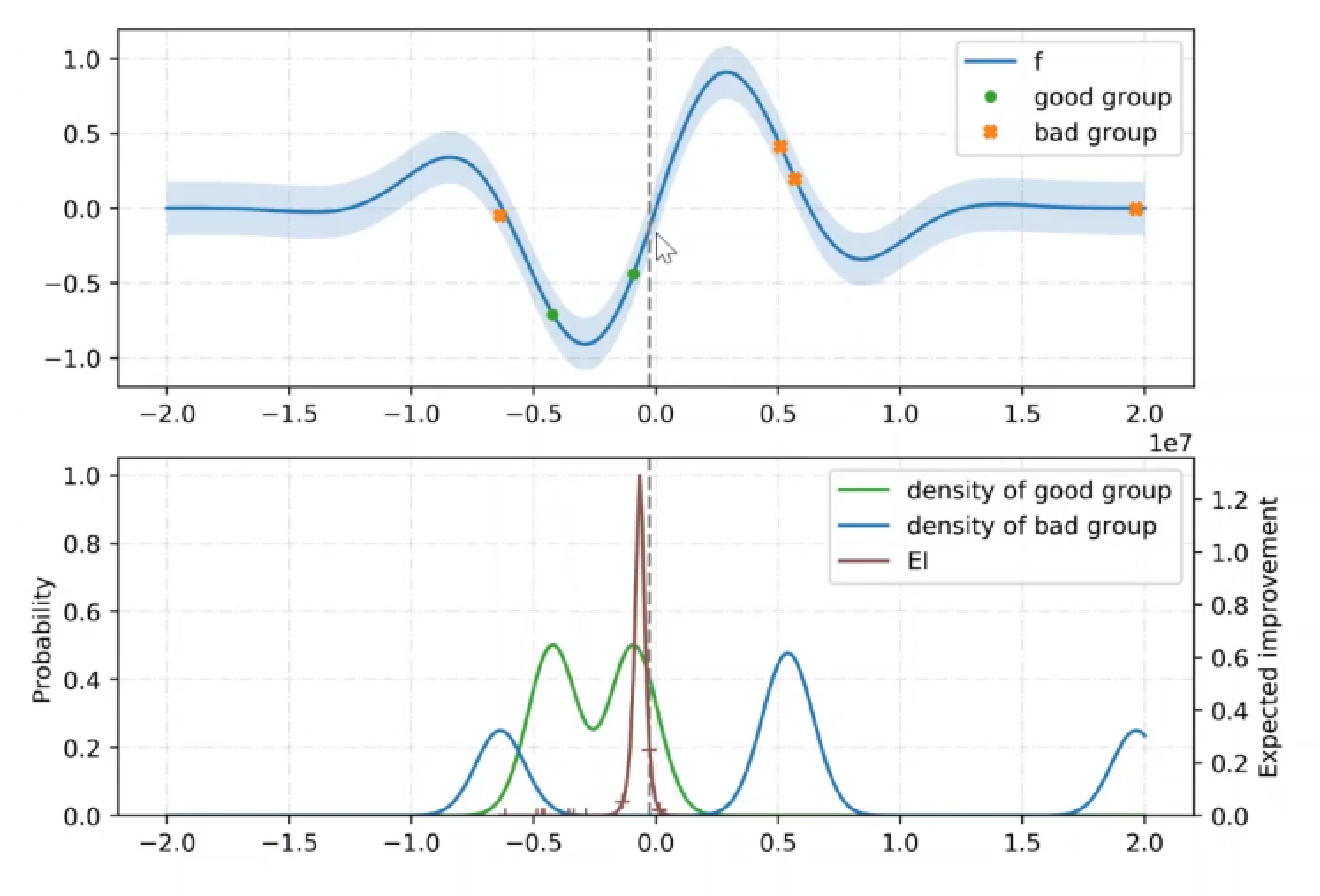 1.0
0.5
0.0
−0.5
−1.0
f
good group
bad group
−2.0 −1.5 −1.0 −0.5 0.0 0.5 1.0 1.5 2.0
1e7
1.0
0.8
0.6
0.4
0.2
0.0
Probability
density of good group
density of bad group
EI
1.2
1.0
0.8
0.6
0.4
0.2
0.0
Expected improvement
−2.0 −1.5 −1.0 −0.5 0.0 0.5 1.0 1.5 2.0